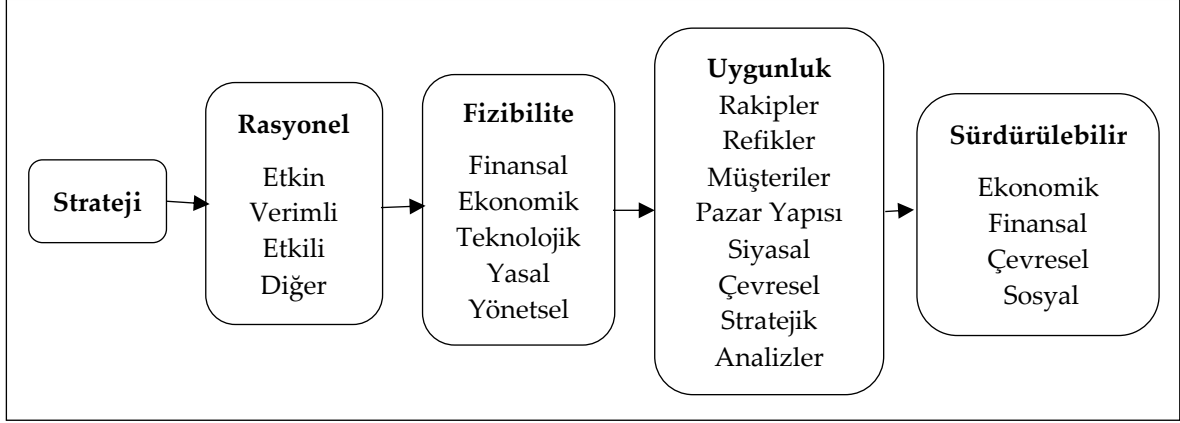 Strateji
Rasyonel
Etkin
Verimli
Etkili
Diğer
Fizibilite
Finansal
Ekonomik
Teknolojik
Yasal
Yönetsel
Uygunluk
Rakipler
Refikler
Müşteriler
Pazar Yapısı
Siyasal
Çevresel
Stratejik
Analizler
Sürdürülebilir
Ekonomik
Finansal
Çevresel
Sosyal